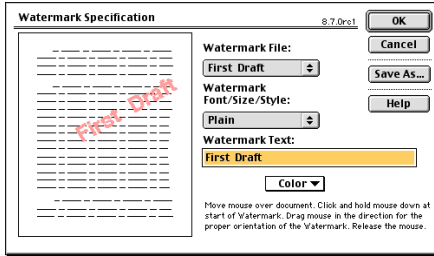 Watermark Specification
8.7.0rc1
OK
Cancel
Save As...
Help
First Draft
Watermark File:
First Draft
Watermark
Font/Size/Style:
Plain
Watermark Text:
First Draft
Color
Move mouse over document. Click and hold mouse down at
start of Watermark. Drag mouse in the direction for the
proper orientation of the Watermark. Release the mouse.